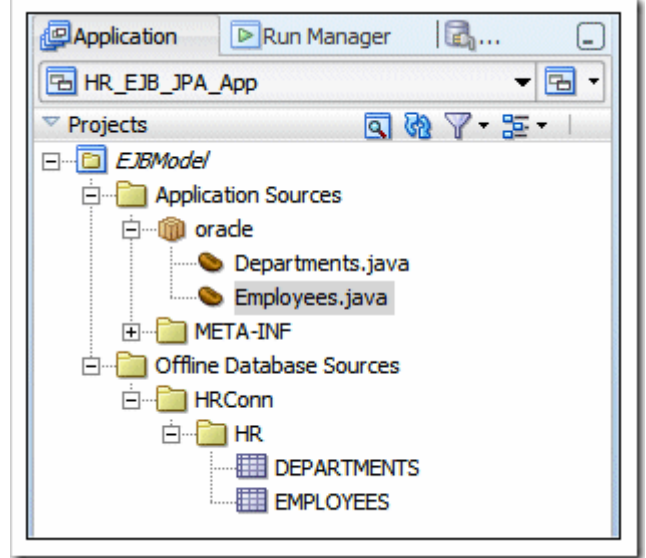 Application Run Manager ...
HR_EJB_JPA_App
Projects
EJBModel
Application Sources
oracle
Departments.java
Employees.java
META-INF
Offline Database Sources
HRConn
HR
DEPARTMENTS
EMPLOYEES